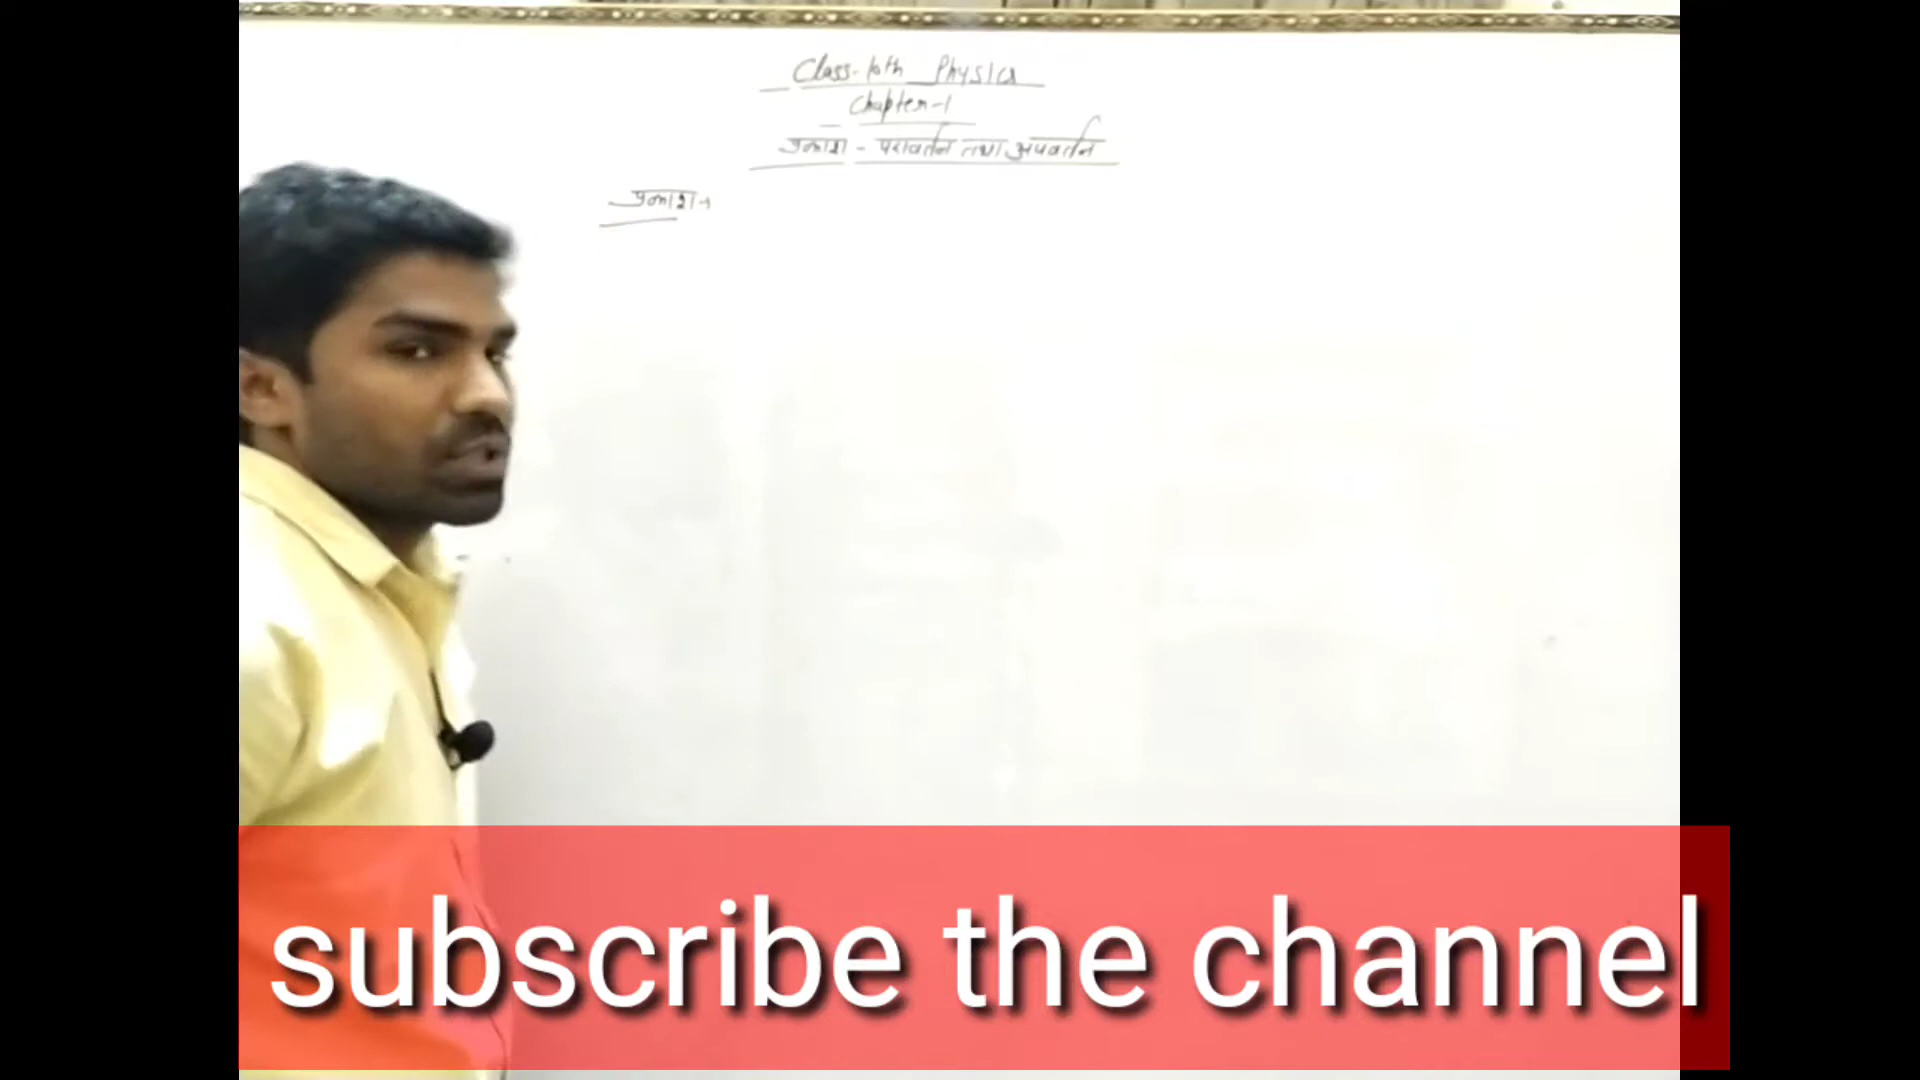 Class-10th Physics
Chapter-1
प्रकाश - परावर्तन तथा अपवर्तन
प्रकाश→
subscribe the channel